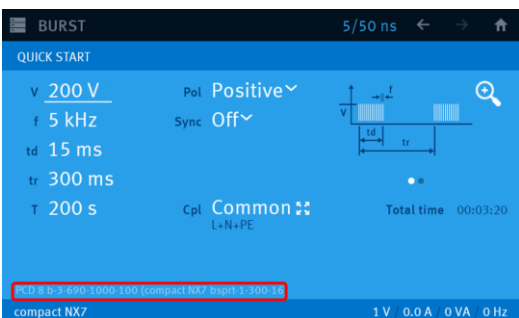 BURST 5/50 ns
QUICK START
V 200 V Pol Positive
f 5 kHz Sync Off
td 15 ms
tr 300 ms
T 200 s Cpl Common
L+N+PE
f
V
td
tr
Total time 00:03:20
PCD 8 b-3-690-1000-100 (compact NX7 bsprt-1-300-16
compact NX7 1 V / 0.0 A / 0 VA / 0 Hz